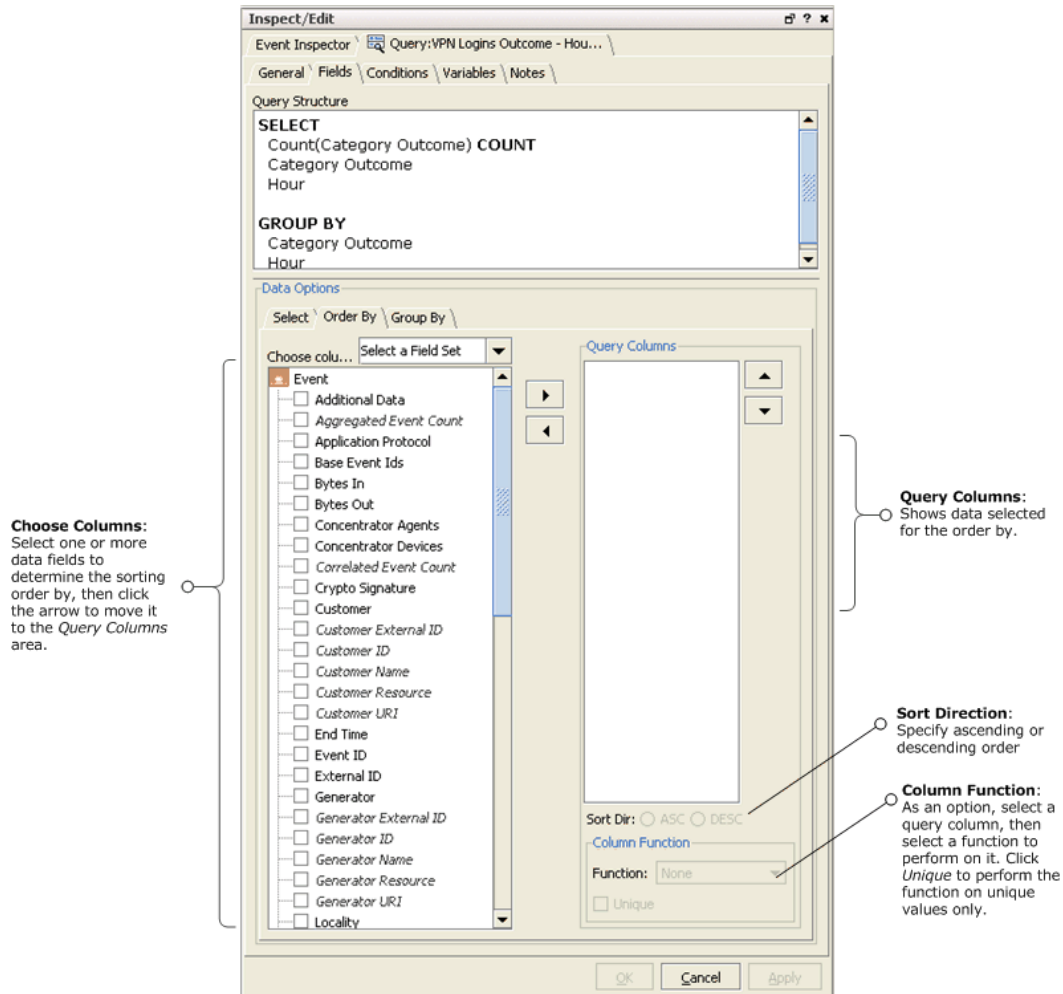 Inspect/Edit
Event Inspector
Query:VPN Logins Outcome - Hou...
General
Fields
Conditions
Variables
Notes
Query Structure
SELECT
Count(Category Outcome) COUNT
Category Outcome
Hour
GROUP BY
Category Outcome
Hour
Data Options
Select
Order By
Group By
Choose colu...
Select a Field Set
Event
Additional Data
Aggregated Event Count
Application Protocol
Base Event Ids
Bytes In
Bytes Out
Concentrator Agents
Concentrator Devices
Correlated Event Count
Crypto Signature
Customer
Customer External ID
Customer ID
Customer Name
Customer Resource
Customer URI
End Time
Event ID
External ID
Generator
Generator External ID
Generator ID
Generator Name
Generator Resource
Generator URI
Locality
Query Columns
Sort Dir:
ASC
DESC
Column Function
Function:
None
Unique
OK
Cancel
Apply
Choose Columns:
Select one or more
data fields to
determine the sorting
order by, then click
the arrow to move it
to the Query Columns
area.
Query Columns:
Shows data selected
for the order by.
Sort Direction:
Specify ascending or
descending order
Column Function:
As an option, select a
query column, then
select a function to
perform on it. Click
Unique to perform the
function on unique
values only.